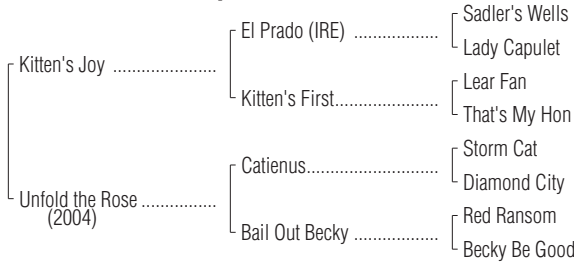 Sadler's Wells
El Prado (IRE) ..................
Lady Capulet
Kitten's Joy ......................
Lear Fan
Kitten's First......................
That's My Hon
Storm Cat
Catienus............................
Diamond City
Unfold the Rose ................
(2004)
Red Ransom
Bail Out Becky ..................
Becky Be Good